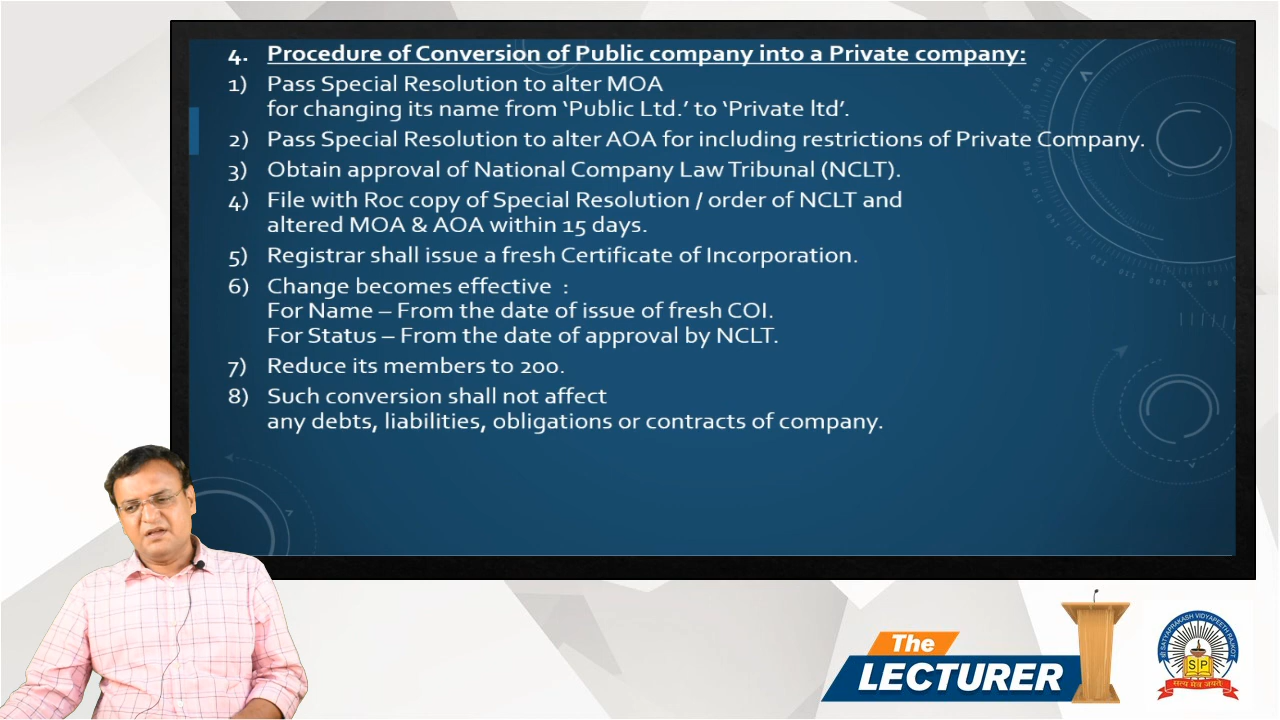 4. Procedure of Conversion of Public company into a Private company:
1) Pass Special Resolution to alter MOA
for changing its name from ‘Public Ltd.’ to ‘Private ltd’.
2) Pass Special Resolution to alter AOA for including restrictions of Private Company.
3) Obtain approval of National Company Law Tribunal (NCLT).
4) File with Roc copy of Special Resolution / order of NCLT and
altered MOA & AOA within 15 days.
5) Registrar shall issue a fresh Certificate of Incorporation.
6) Change becomes effective :
For Name – From the date of issue of fresh COI.
For Status – From the date of approval by NCLT.
7) Reduce its members to 200.
8) Such conversion shall not affect
any debts, liabilities, obligations or contracts of company.
The
LECTURER
SATYAPRAKASH VIDYAPEETH RAJKOT
SP
सत्य मेव जयते